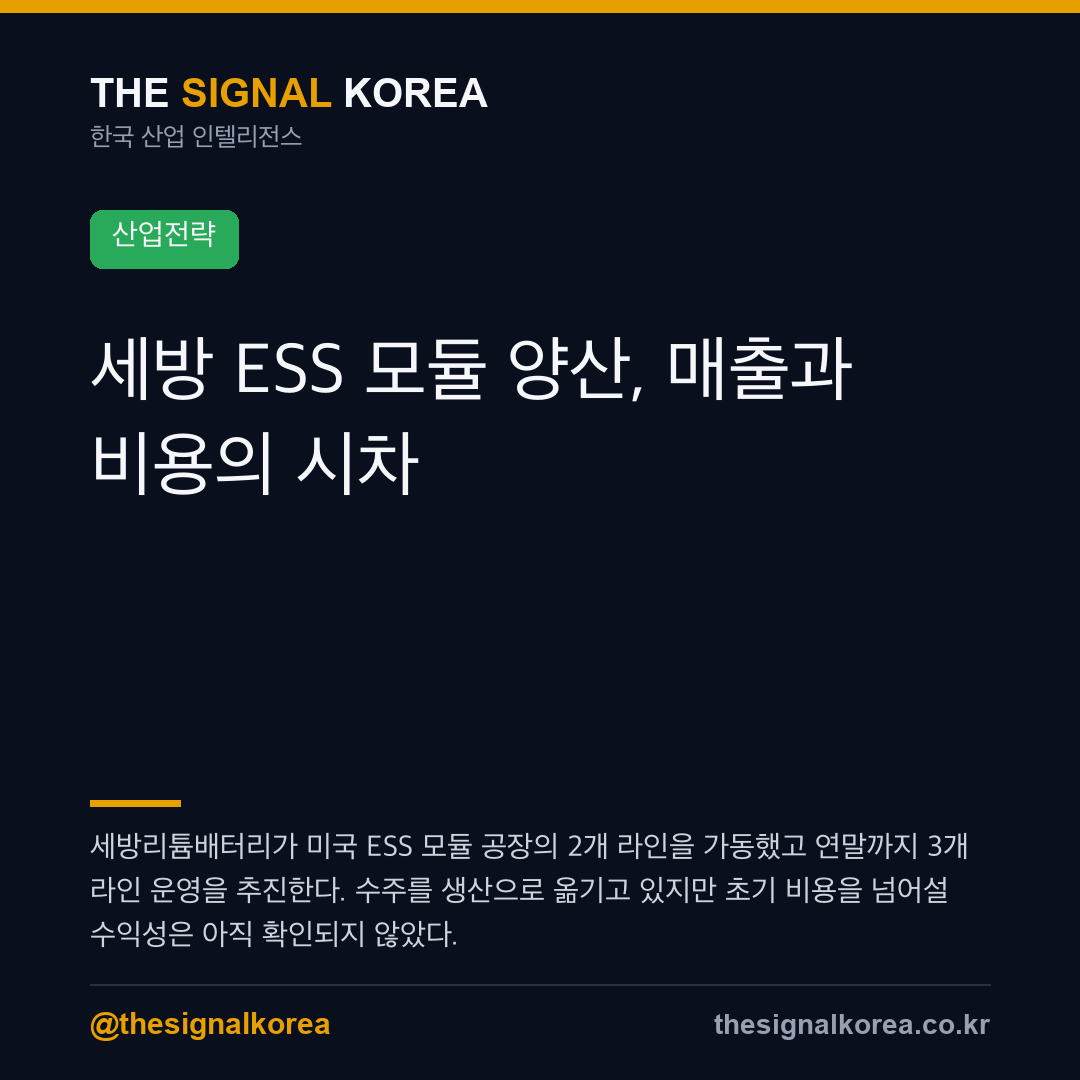 THE SIGNAL KOREA
한국 산업 인텔리전스
산업전략
세방 ESS 모듈 양산, 매출과
비용의 시차
세방리튬배터리가 미국 ESS 모듈 공장의 2개 라인을 가동했고 연말까지 3개
라인 운영을 추진한다. 수주를 생산으로 옮기고 있지만 초기 비용을 넘어설
수익성은 아직 확인되지 않았다.
@thesignalkorea
thesignalkorea.co.kr